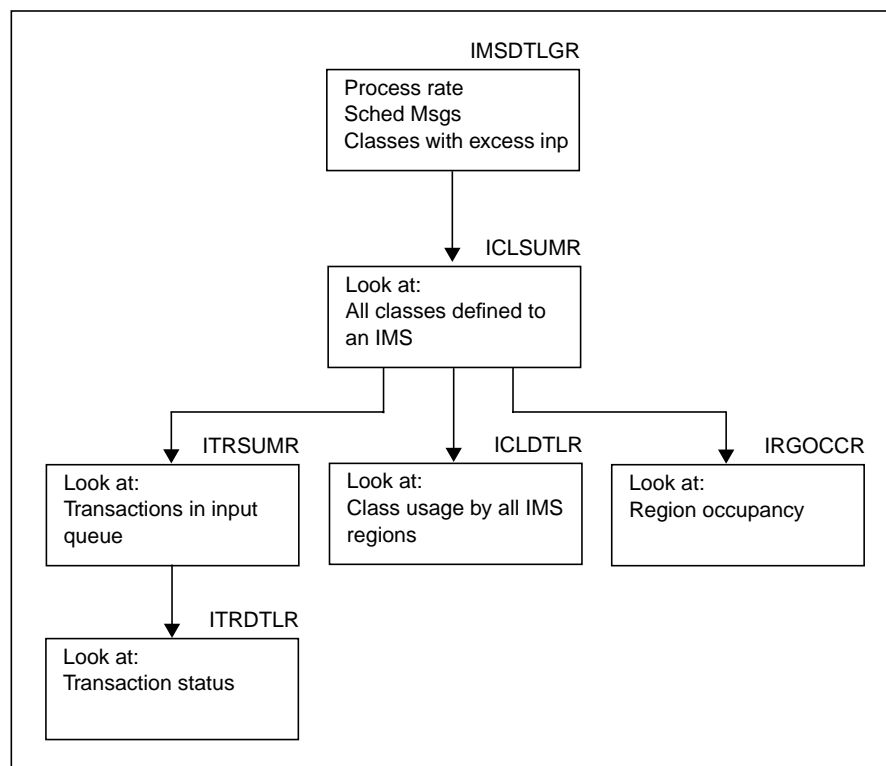 IMSDTLGR
Process rate
Sched Msgs
Classes with excess inp
ICLSUMR
Look at:
All classes defined to
an IMS
ITRSUMR
Look at:
Transactions in input
queue
ICLDTLR
Look at:
Class usage by all IMS
regions
IRGOCCR
Look at:
Region occupancy
ITRDTLR
Look at:
Transaction status